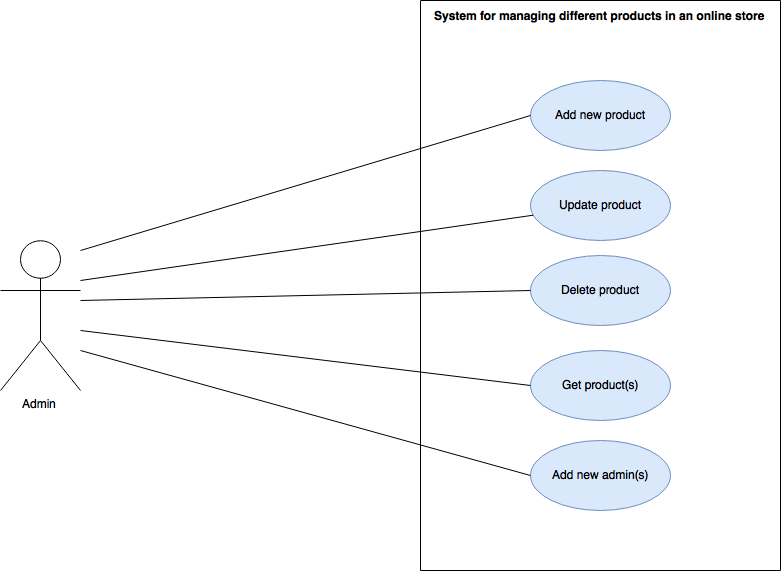 System for managing different products in an online store
Add new product
Update product
Delete product
Get product(s)
Add new admin(s)
Admin